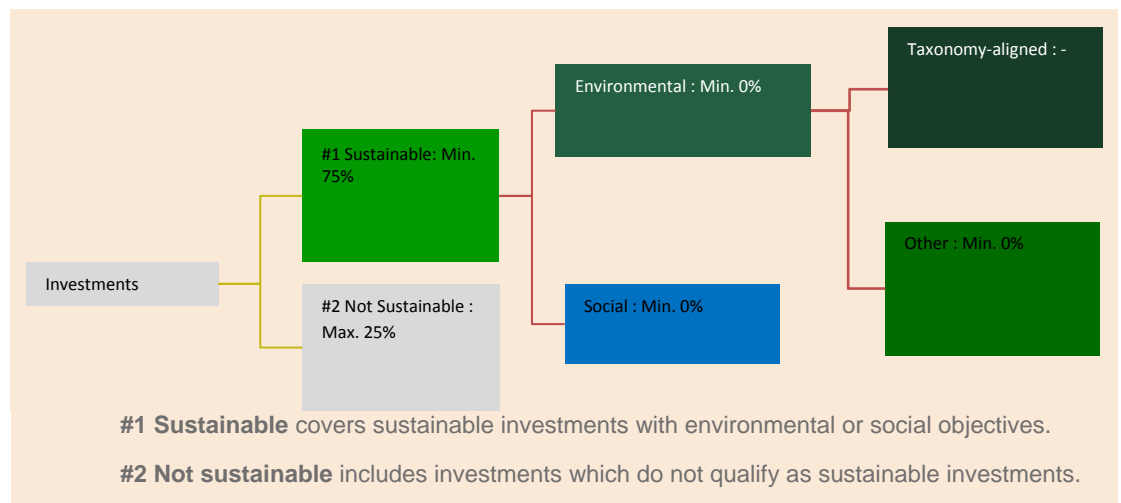 Taxonomy-aligned : -
Environmental : Min. 0%
#1 Sustainable: Min.
75%
Other : Min. 0%
Investments
#2 Not Sustainable :
Max. 25%
Social : Min. 0%
#1 Sustainable covers sustainable investments with environmental or social objectives.
#2 Not sustainable includes investments which do not qualify as sustainable investments.